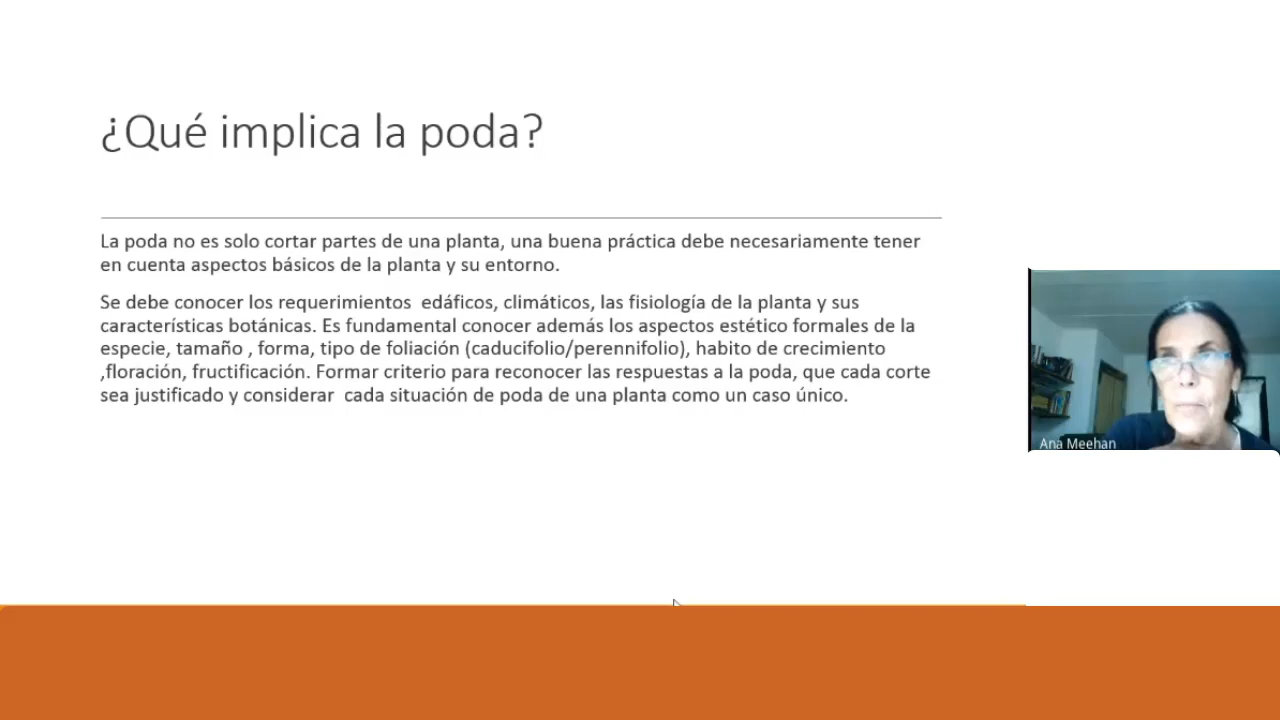 ¿Qué implica la poda?
La poda no es solo cortar partes de una planta, una buena práctica debe necesariamente tener
en cuenta aspectos básicos de la planta y su entorno.
Se debe conocer los requerimientos  edáficos, climáticos, las fisiología de la planta y sus
características botánicas. Es fundamental conocer además los aspectos estético formales de la
especie, tamaño , forma, tipo de foliación (caducifolio/perennifolio), habito de crecimiento
,floración, fructificación. Formar criterio para reconocer las respuestas a la poda, que cada corte
sea justificado y considerar  cada situación de poda de una planta como un caso único.
Ana Meehan